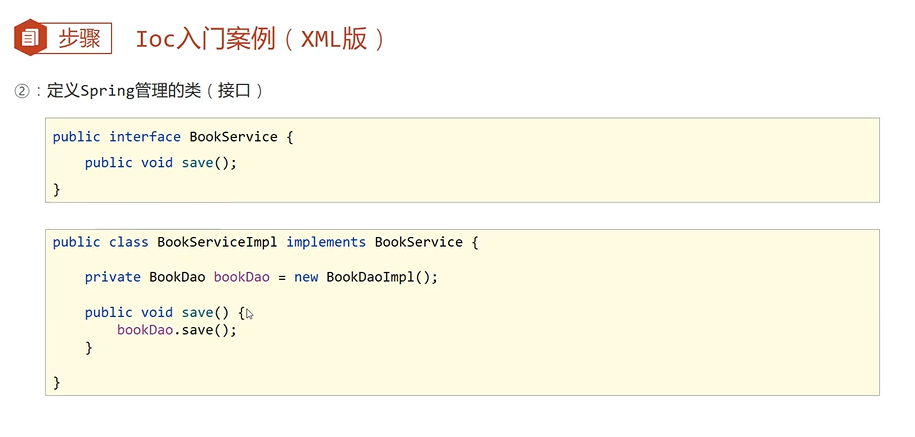 步骤
Ioc入门案例（XML版）
②：定义Spring管理的类（接口）
public interface BookService {
    public void save();
}
public class BookServiceImpl implements BookService {
    private BookDao bookDao = new BookDaoImpl();
    public void save() {
        bookDao.save();
    }
}